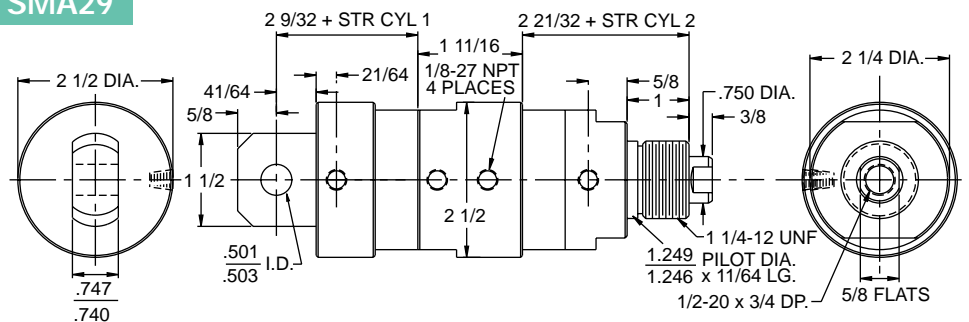 SMA29
2 9/32 + STR CYL 1
2 21/32 + STR CYL 2
1 11/16
2 1/2 DIA.
21/64
1/8-27 NPT
4 PLACES
5/8
1
2 1/4 DIA.
.750 DIA.
3/8
41/64
5/8
1 1/2
2 1/2
.501
.503
I.D.
1 1/4-12 UNF
1.249
1.246
PILOT DIA.
x 11/64 LG.
1/2-20 x 3/4 DP.
5/8 FLATS
.747
.740